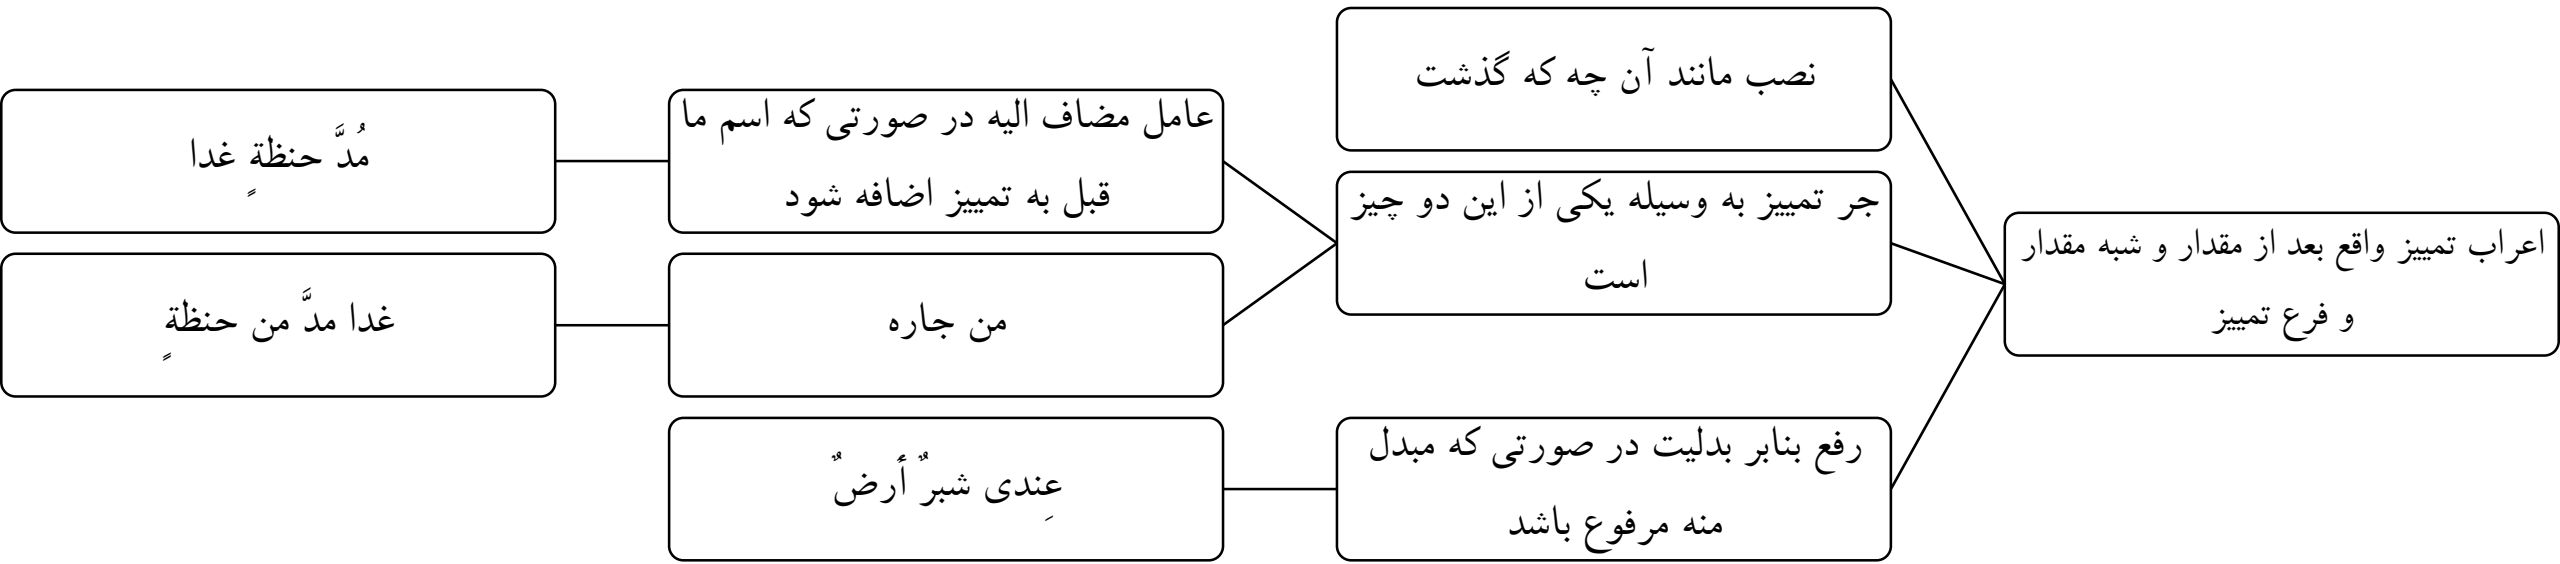 اعراب تمییز واقع بعد از مقدار و شبه مقدار
و فرع تمییز
نصب مانند آن چه که گذشت
جر تمییز به وسیله یکی از این دو چیز
است
عامل مضاف الیه در صورتی که اسم ما
قبل به تمییز اضافه شود
مُدَّ حنظةٍ غدا
من جاره
غدا مدَّ من حنظةٍ
رفع بنابر بدلیت در صورتی که مبدل
منه مرفوع باشد
عِندی شبرٌ أرضٌ